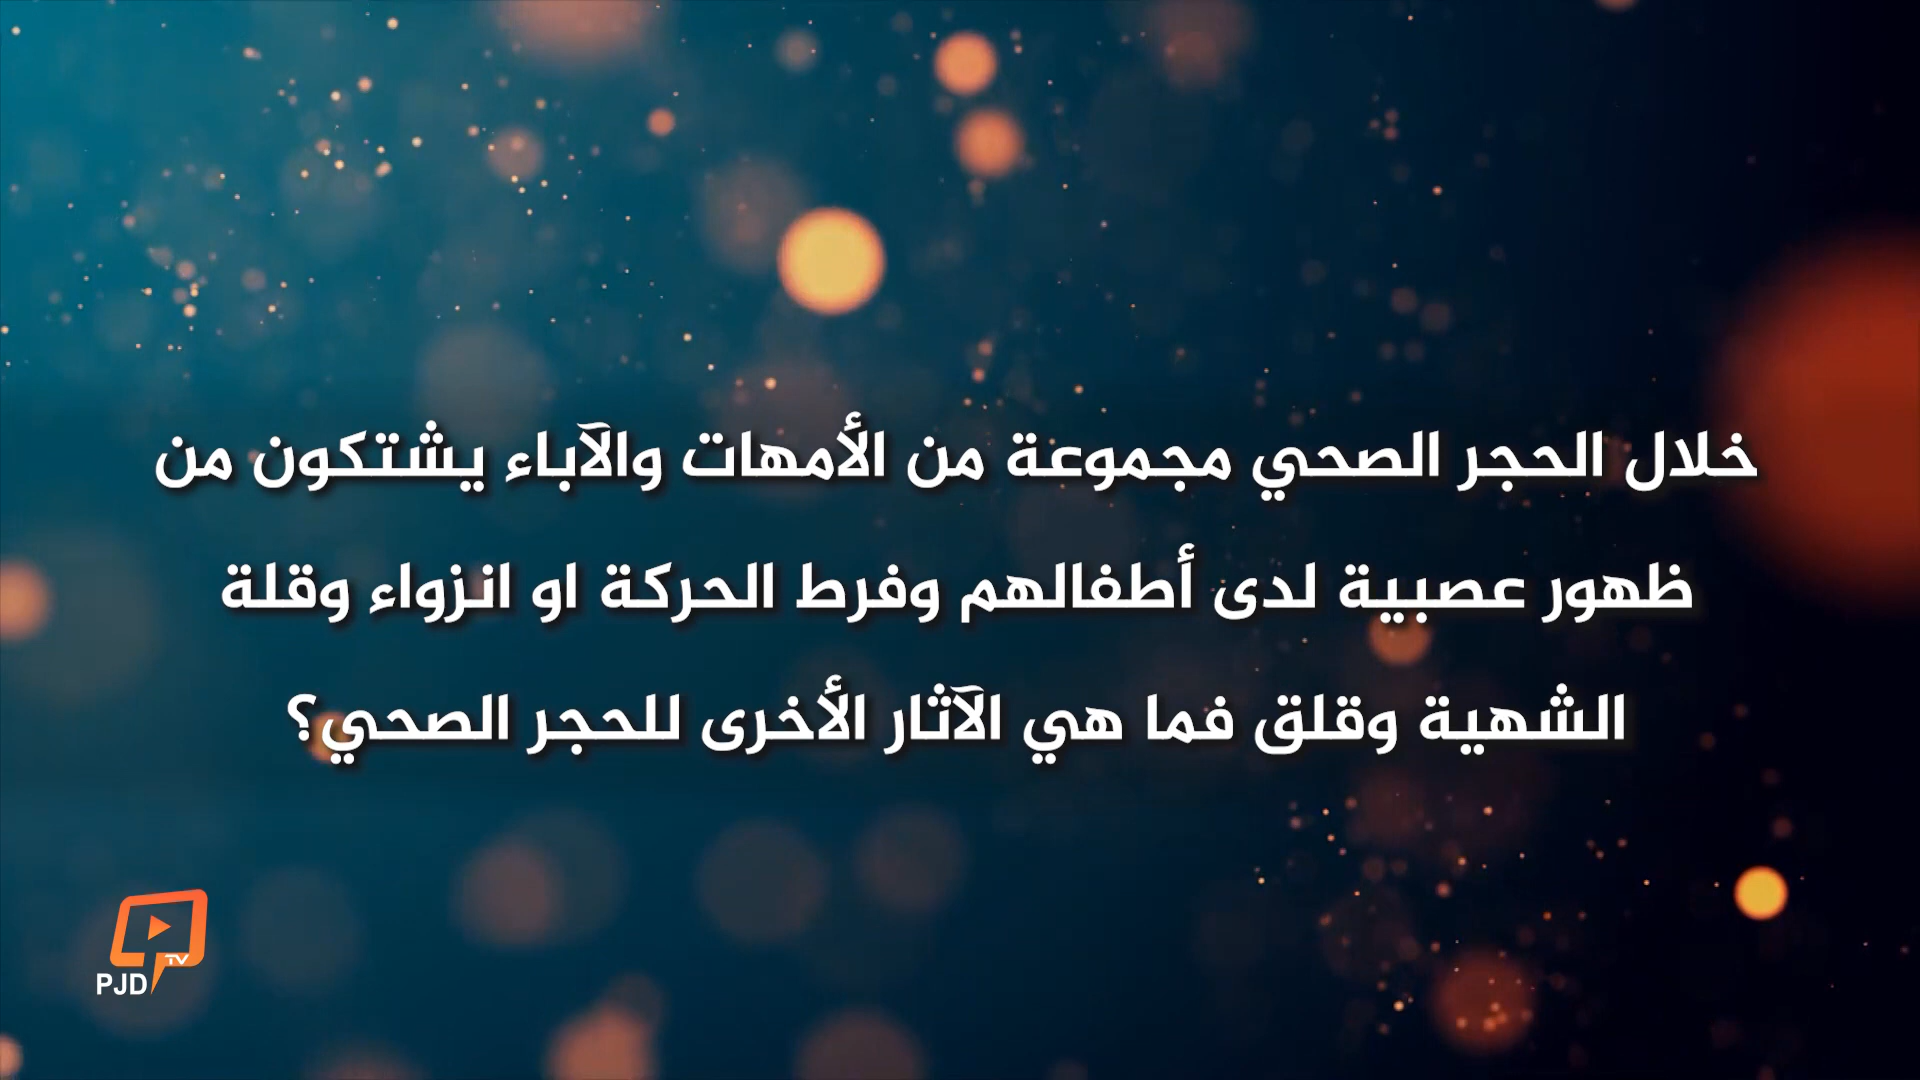 خلال الحجر الصحي مجموعة من الأمهات والآباء يشتكون من
ظهور عصبية لدى أطفالهم وفرط الحركة او انزواء وقلة
الشهية وقلق فما هي الآثار الأخرى للحجر الصحي؟
TV
PJD